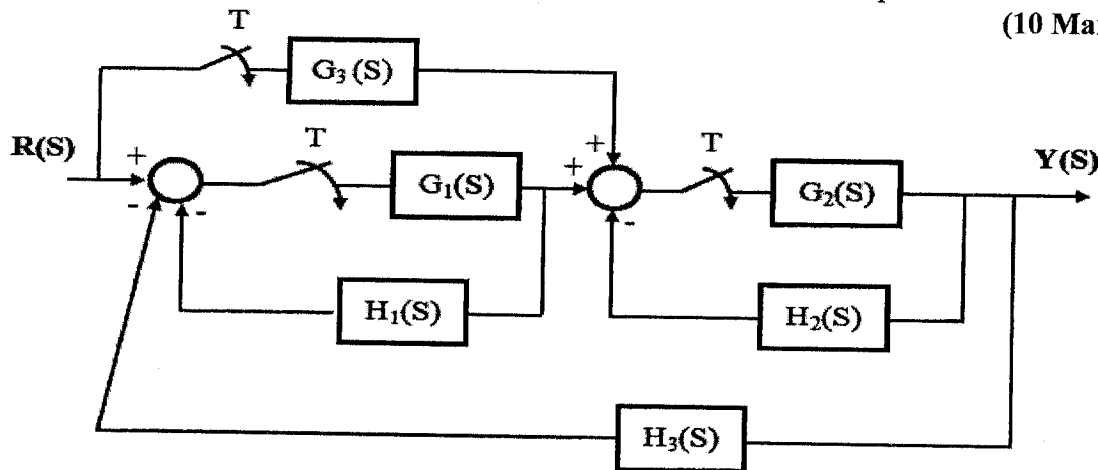 (10 Ma
T
G₃(S)
R(S)
+
-
-
T
G₁(S)
+
+
-
T
G₂(S)
Y(S)
H₁(S)
H₂(S)
H₃(S)